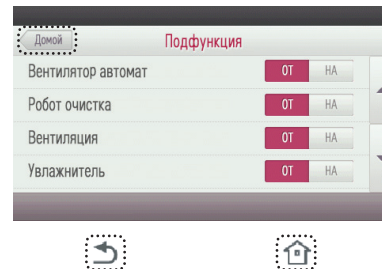 Домой Подфункция
Вентилятор автомат ОТ НА
Робот очистка ОТ НА
Вентиляция ОТ НА
Увлажнитель ОТ НА